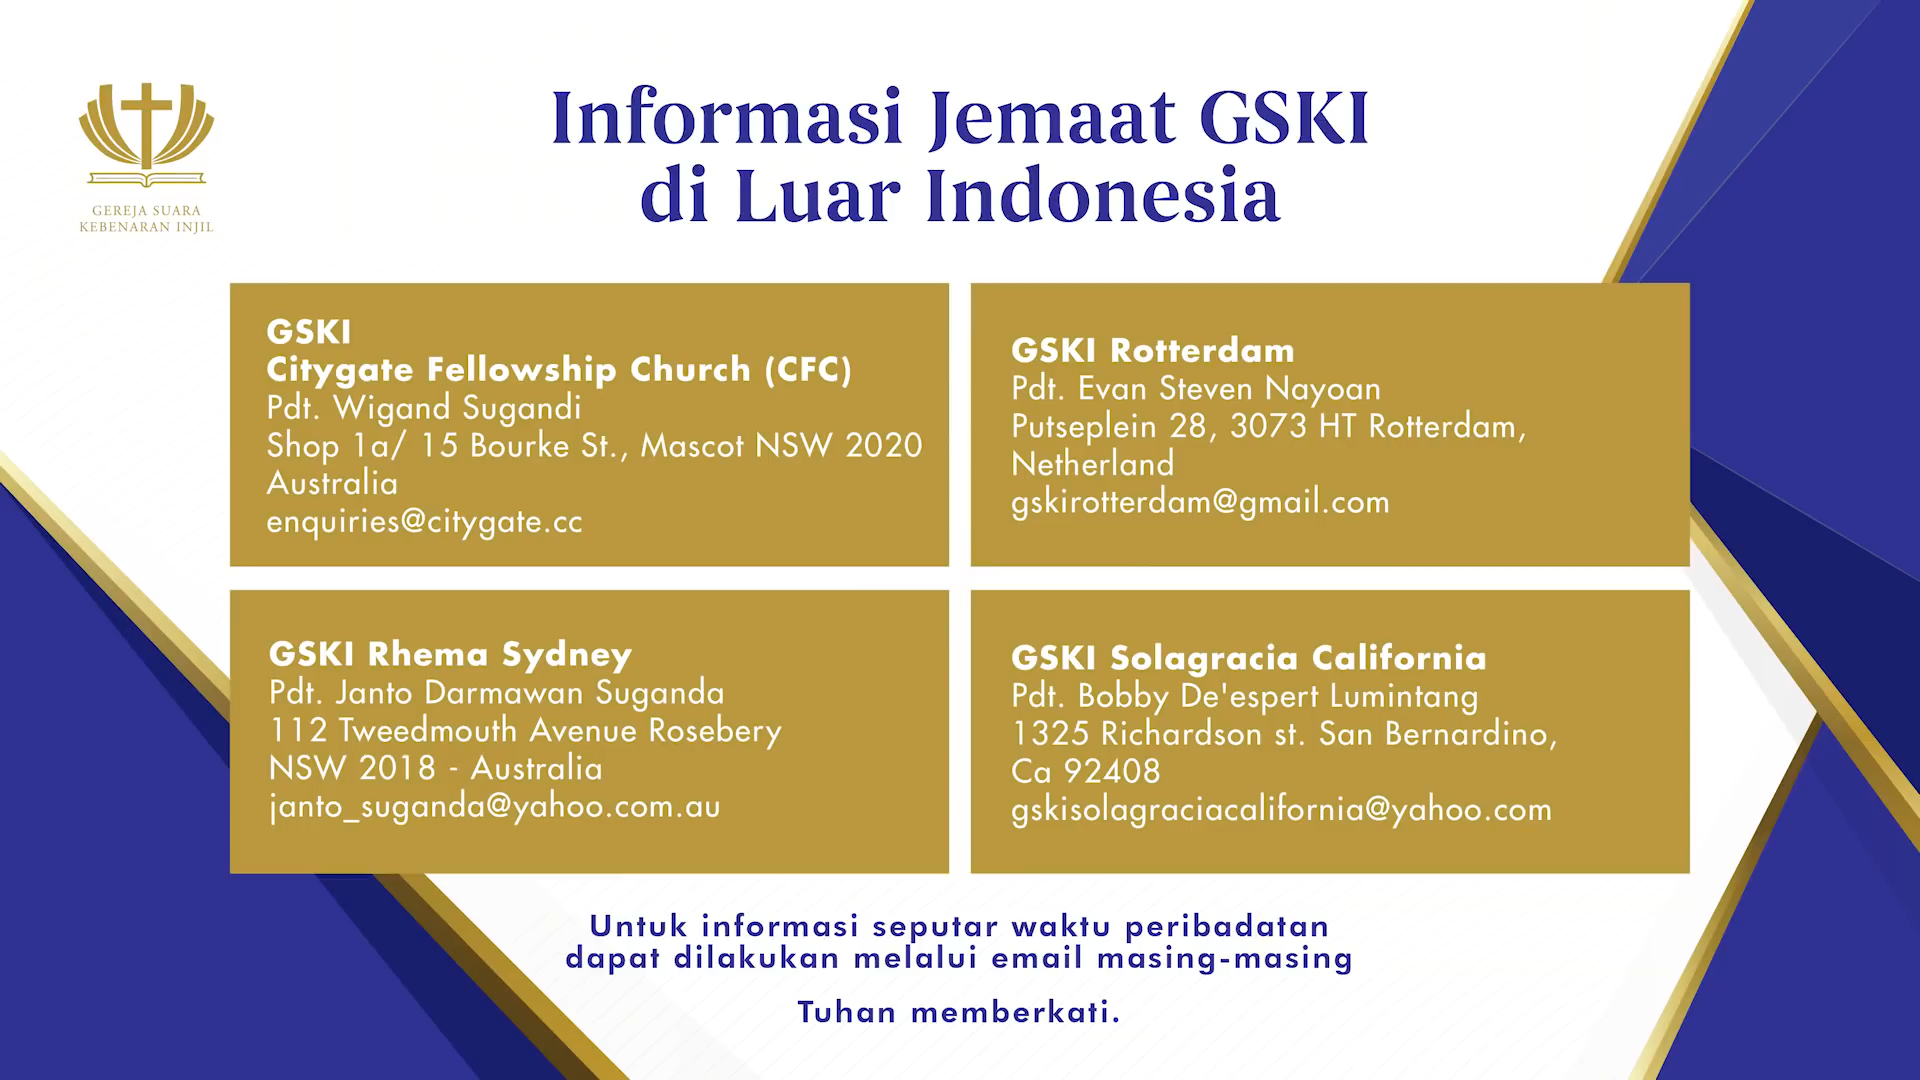 GEREJA SUARA
KEBENARAN INJIL
Informasi Jemaat GSKI
di Luar Indonesia
GSKI
Citygate Fellowship Church (CFC)
Pdt. Wigand Sugandi
Shop 1a/ 15 Bourke St., Mascot NSW 2020
Australia
enquiries@citygate.cc
GSKI Rotterdam
Pdt. Evan Steven Nayoan
Putseplein 28, 3073 HT Rotterdam,
Netherland
gskirotterdam@gmail.com
GSKI Rhema Sydney
Pdt. Janto Darmawan Suganda
112 Tweedmouth Avenue Rosebery
NSW 2018 - Australia
janto_suganda@yahoo.com.au
GSKI Solagracia California
Pdt. Bobby De'espert Lumintang
1325 Richardson st. San Bernardino,
Ca 92408
gskisolagraciacalifornia@yahoo.com
Untuk informasi seputar waktu peribadatan
dapat dilakukan melalui email masing-masing
Tuhan memberkati.